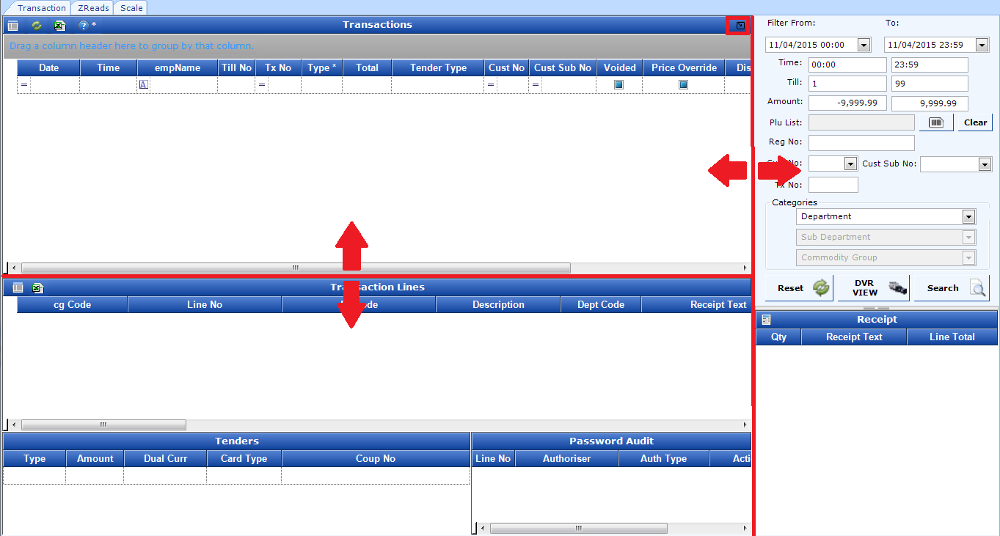 Transaction ZReads Scale
Transactions
? *
Drag a column header here to group by that column.
Date Time empName Till No Tx No Type * Total Tender Type Cust No Cust Sub No Voided Price Override Dis
= A = = =
Transaction Lines
cg Code Line No Code Description Dept Code Receipt Text
Tenders
Type Amount Dual Curr Card Type Coup No
Password Audit
Line No Authoriser Auth Type Acti
Filter From: To:
11/04/2015 00:00 11/04/2015 23:59
Time: 00:00 23:59
Till: 1 99
Amount: -9,999.99 9,999.99
Plu List: Clear
Reg No:
No: Cust Sub No:
Tx No:
Categories
Department
Sub Department
Commodity Group
Reset DVR VIEW Search
Receipt
Qty Receipt Text Line Total